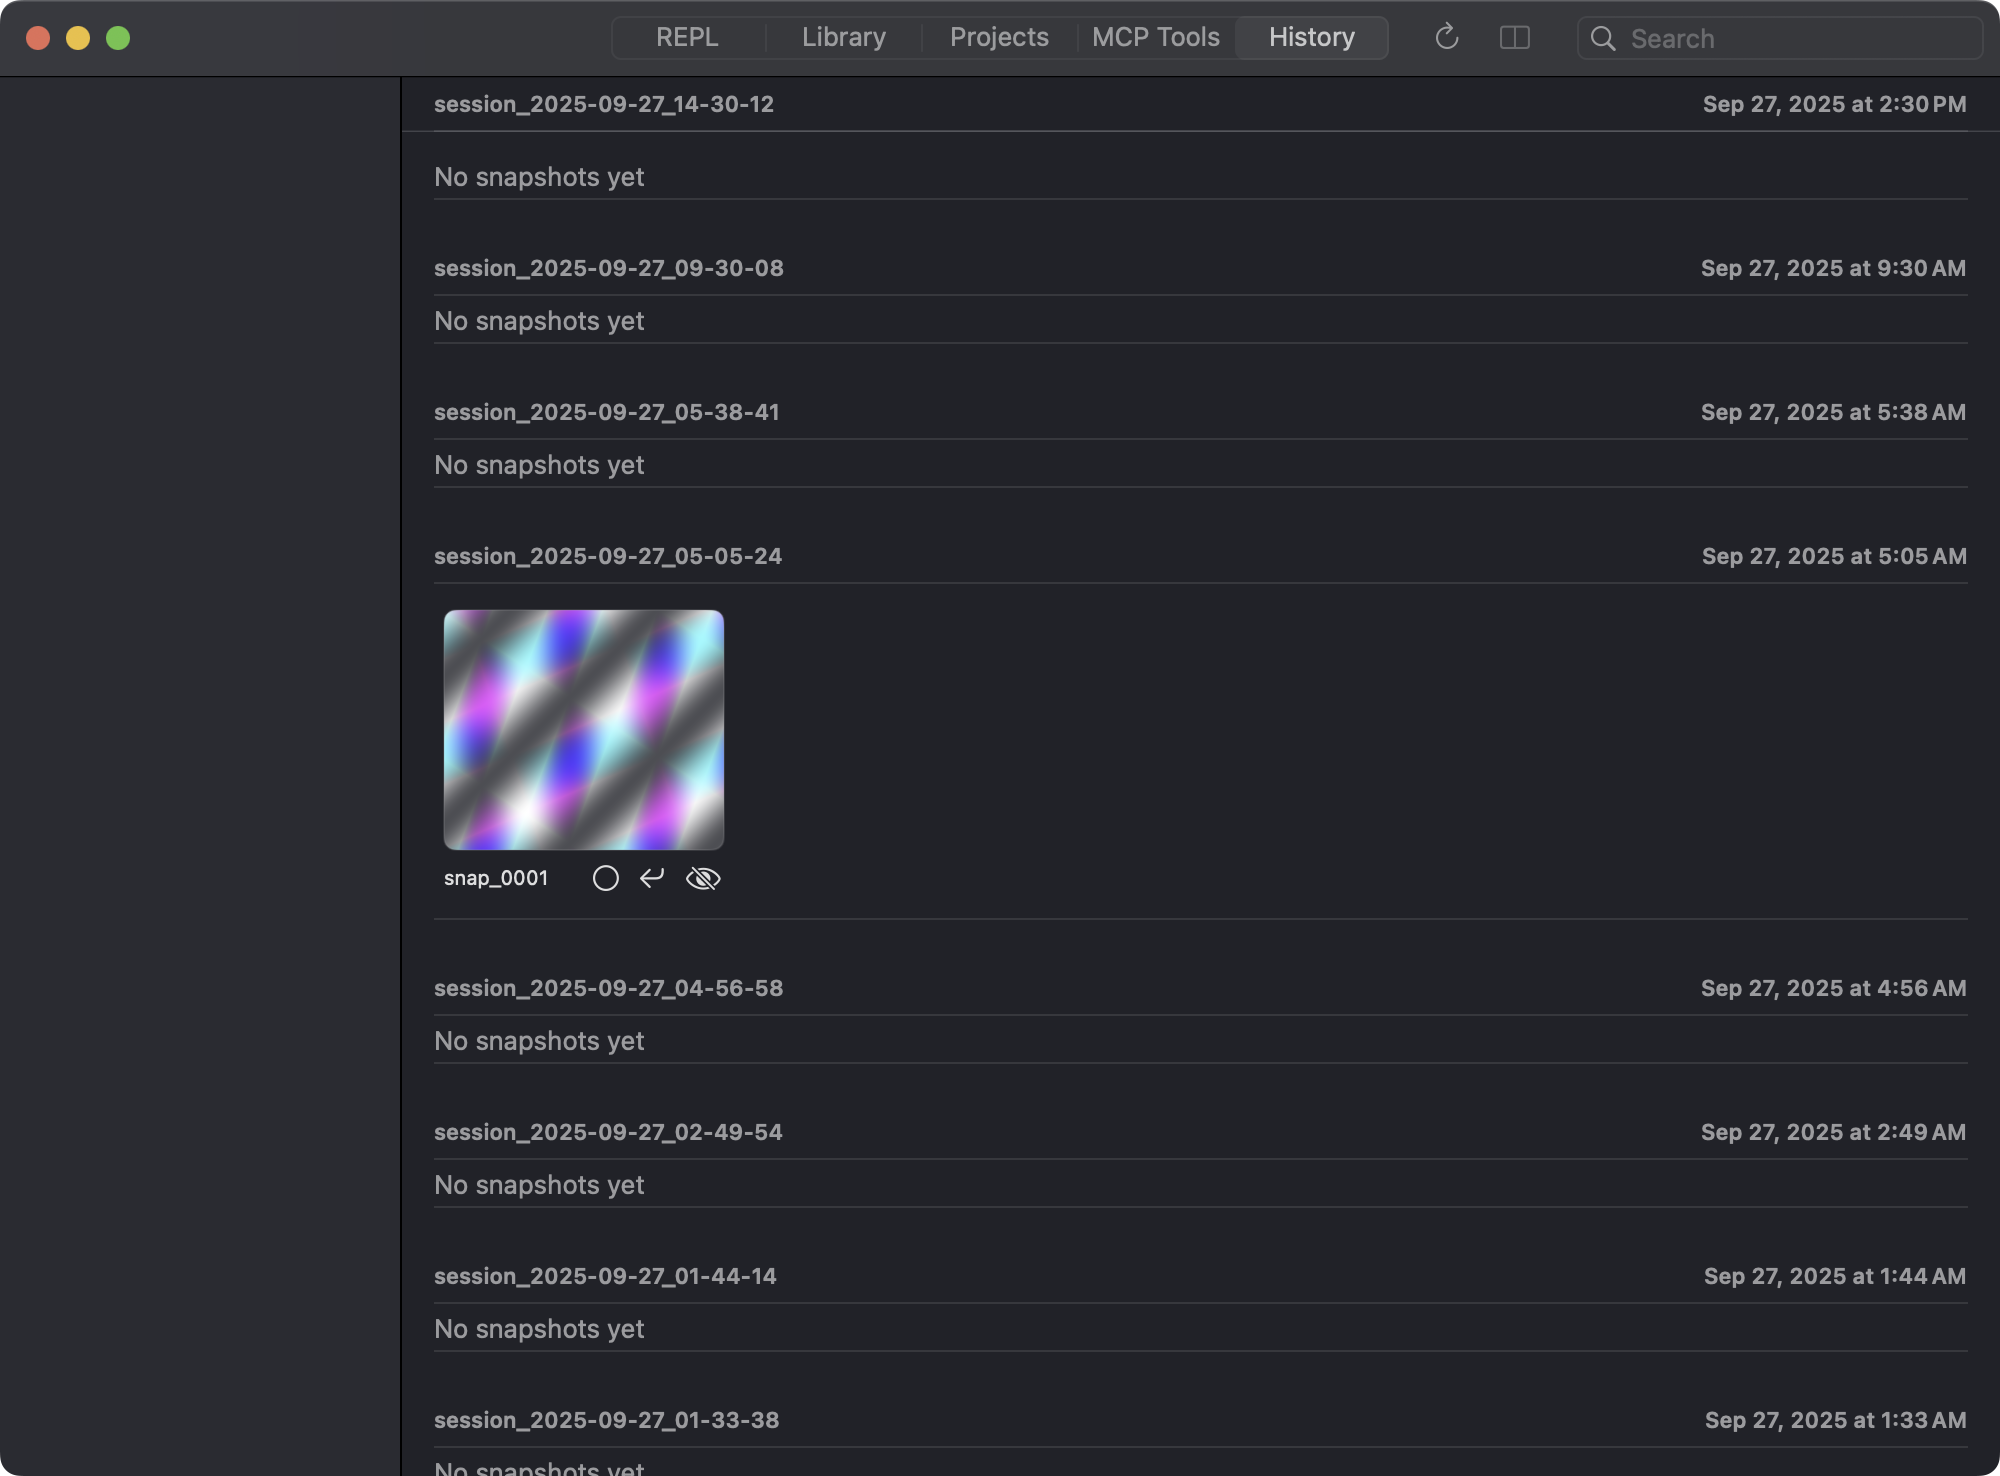 REPL Library Projects MCP Tools History Search
session_2025-09-27_14-30-12 Sep 27, 2025 at 2:30 PM
No snapshots yet
session_2025-09-27_09-30-08 Sep 27, 2025 at 9:30 AM
No snapshots yet
session_2025-09-27_05-38-41 Sep 27, 2025 at 5:38 AM
No snapshots yet
session_2025-09-27_05-05-24 Sep 27, 2025 at 5:05 AM
snap_0001
session_2025-09-27_04-56-58 Sep 27, 2025 at 4:56 AM
No snapshots yet
session_2025-09-27_02-49-54 Sep 27, 2025 at 2:49 AM
No snapshots yet
session_2025-09-27_01-44-14 Sep 27, 2025 at 1:44 AM
No snapshots yet
session_2025-09-27_01-33-38 Sep 27, 2025 at 1:33 AM
No snapshots yet